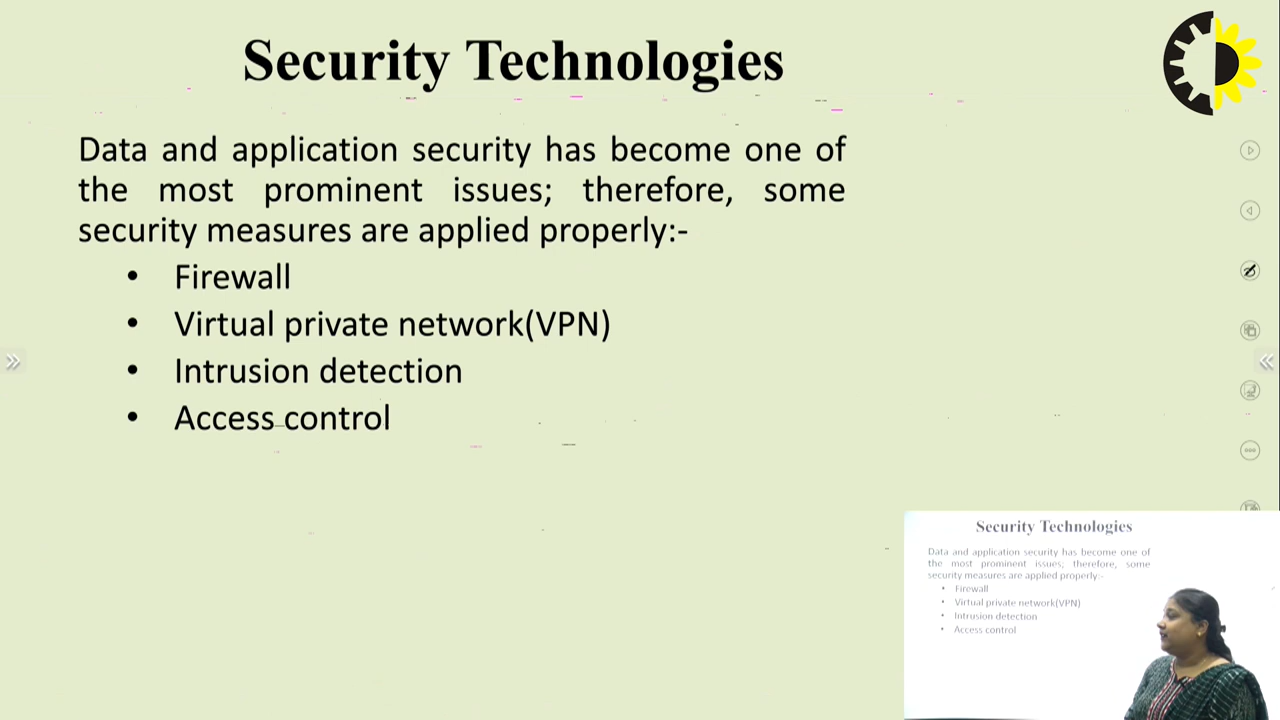 Security Technologies
Data and application security has become one of
the most prominent issues; therefore, some
security measures are applied properly:-
• Firewall
• Virtual private network(VPN)
• Intrusion detection
• Access control
Security Technologies
Data and application security has become one of
the most prominent issues; therefore, some
security measures are applied properly:-
• Firewall
• Virtual private network(VPN)
• Intrusion detection
• Access control